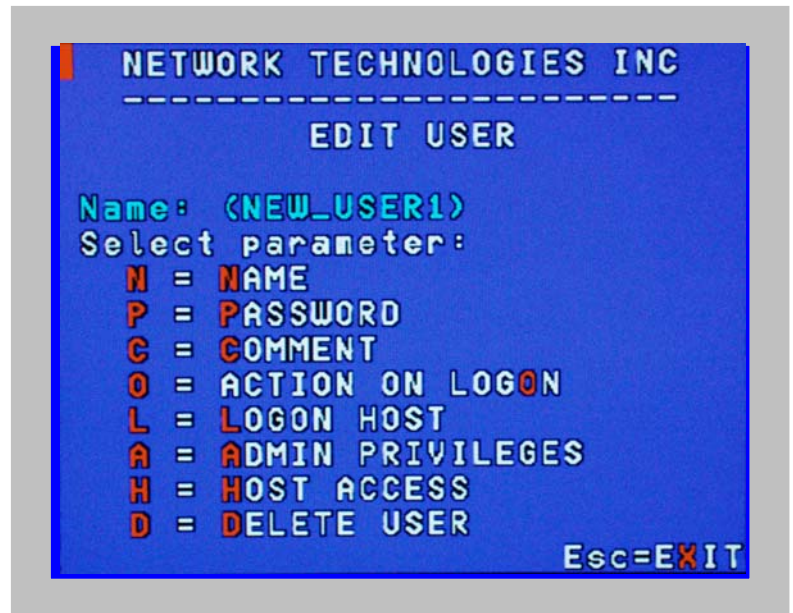 NETWORK TECHNOLOGIES INC
--------------------------
EDIT USER
Name: (NEW_USER1)
Select parameter:
N = NAME
P = PASSWORD
C = COMMENT
O = ACTION ON LOGON
L = LOGON HOST
A = ADMIN PRIVILEGES
H = HOST ACCESS
D = DELETE USER
Esc=EXIT